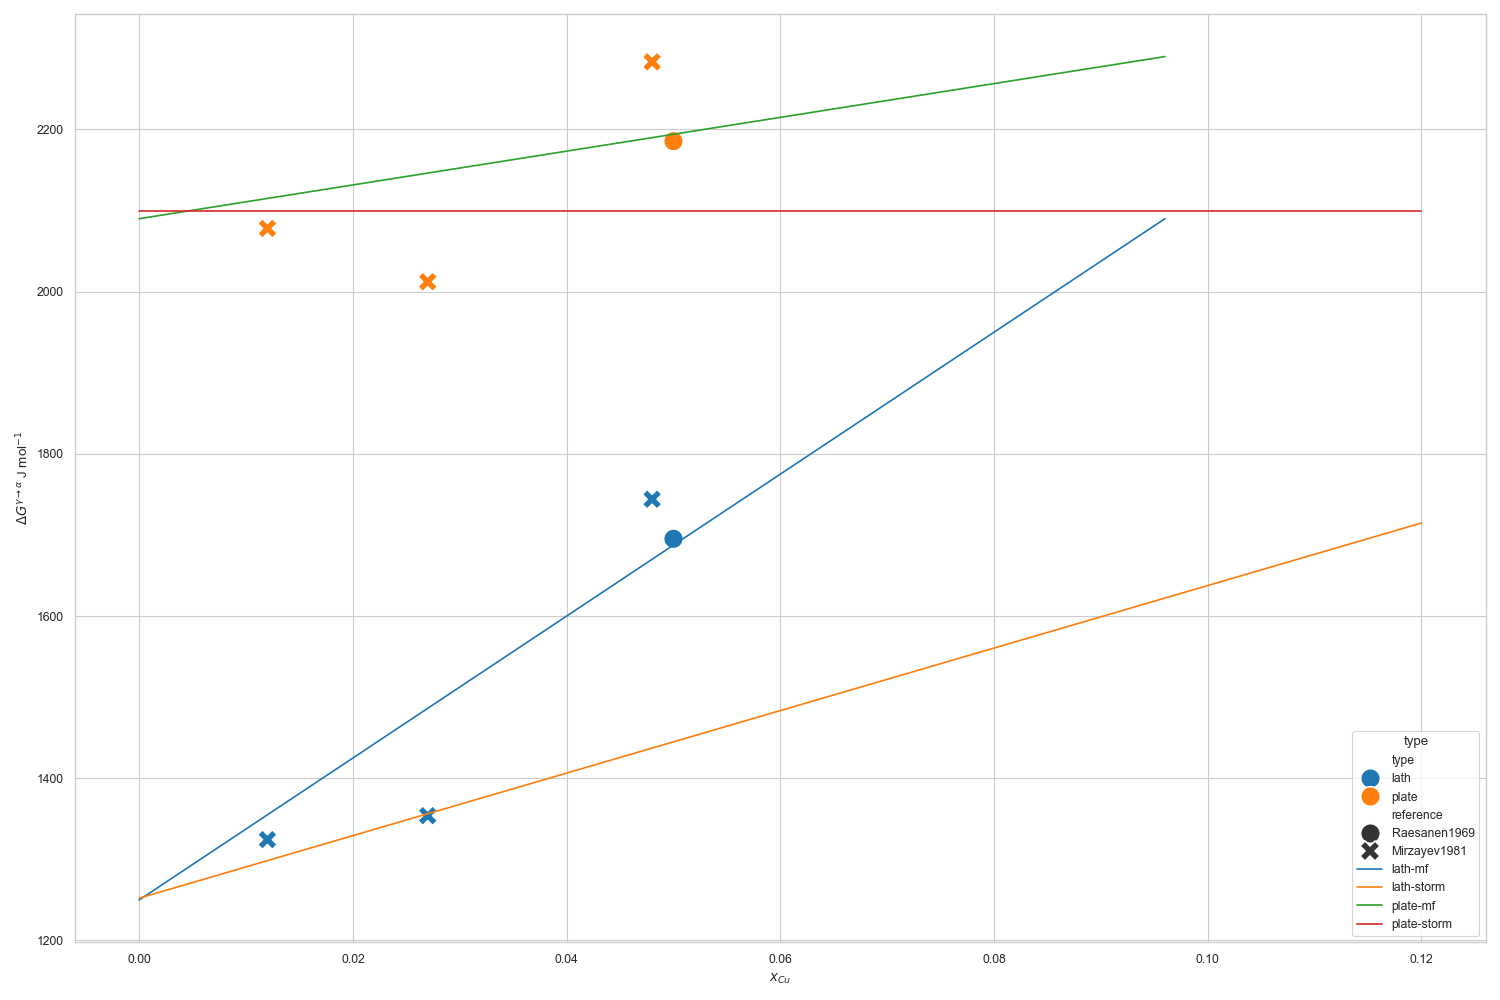 2200
2000
1800
1600
1400
1200
ΔG^{γ→α} J mol⁻¹
0.00 0.02 0.04 0.06 0.08 0.10 0.12
x_{Cu}
type
type
lath
plate
reference
Raesanen1969
Mirzayev1981
lath-mf
lath-storm
plate-mf
plate-storm